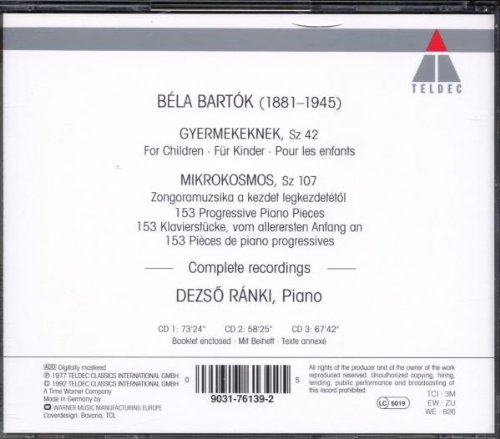 TELDEC
BÉLA BARTÓK (1881–1945)
GYERMEKEKNEK, Sz 42
For Children · Für Kinder · Pour les enfants
MIKROKOSMOS, Sz 107
Zongoramuzsika a kezdet legkezdetétől
153 Progressive Piano Pieces
153 Klavierstücke, vom allerersten Anfang an
153 Pièces de piano progressives
Complete recordings
DEZSŐ RÁNKI, Piano
CD 1: 73'24" CD 2: 58'25" CD 3: 67'42"
Booklet enclosed · Mit Beiheft · Texte annexé
ADD Digitally mastered
℗ 1977 TELDEC CLASSICS INTERNATIONAL GMBH
© 1992 TELDEC CLASSICS INTERNATIONAL GMBH
A Time Warner Company
Made in Germany by
WARNER MUSIC MANUFACTURING EUROPE
Coverdesign: Bavaria, TCL
0 5
9031-76139-2
All rights of the producer and of the owner of the work
reproduced reserved. Unauthorized copying, hiring,
lending, public performance and broadcasting of this
record prohibited.
LC 6019
TCI : 3M
EW : ZU
WE : 826